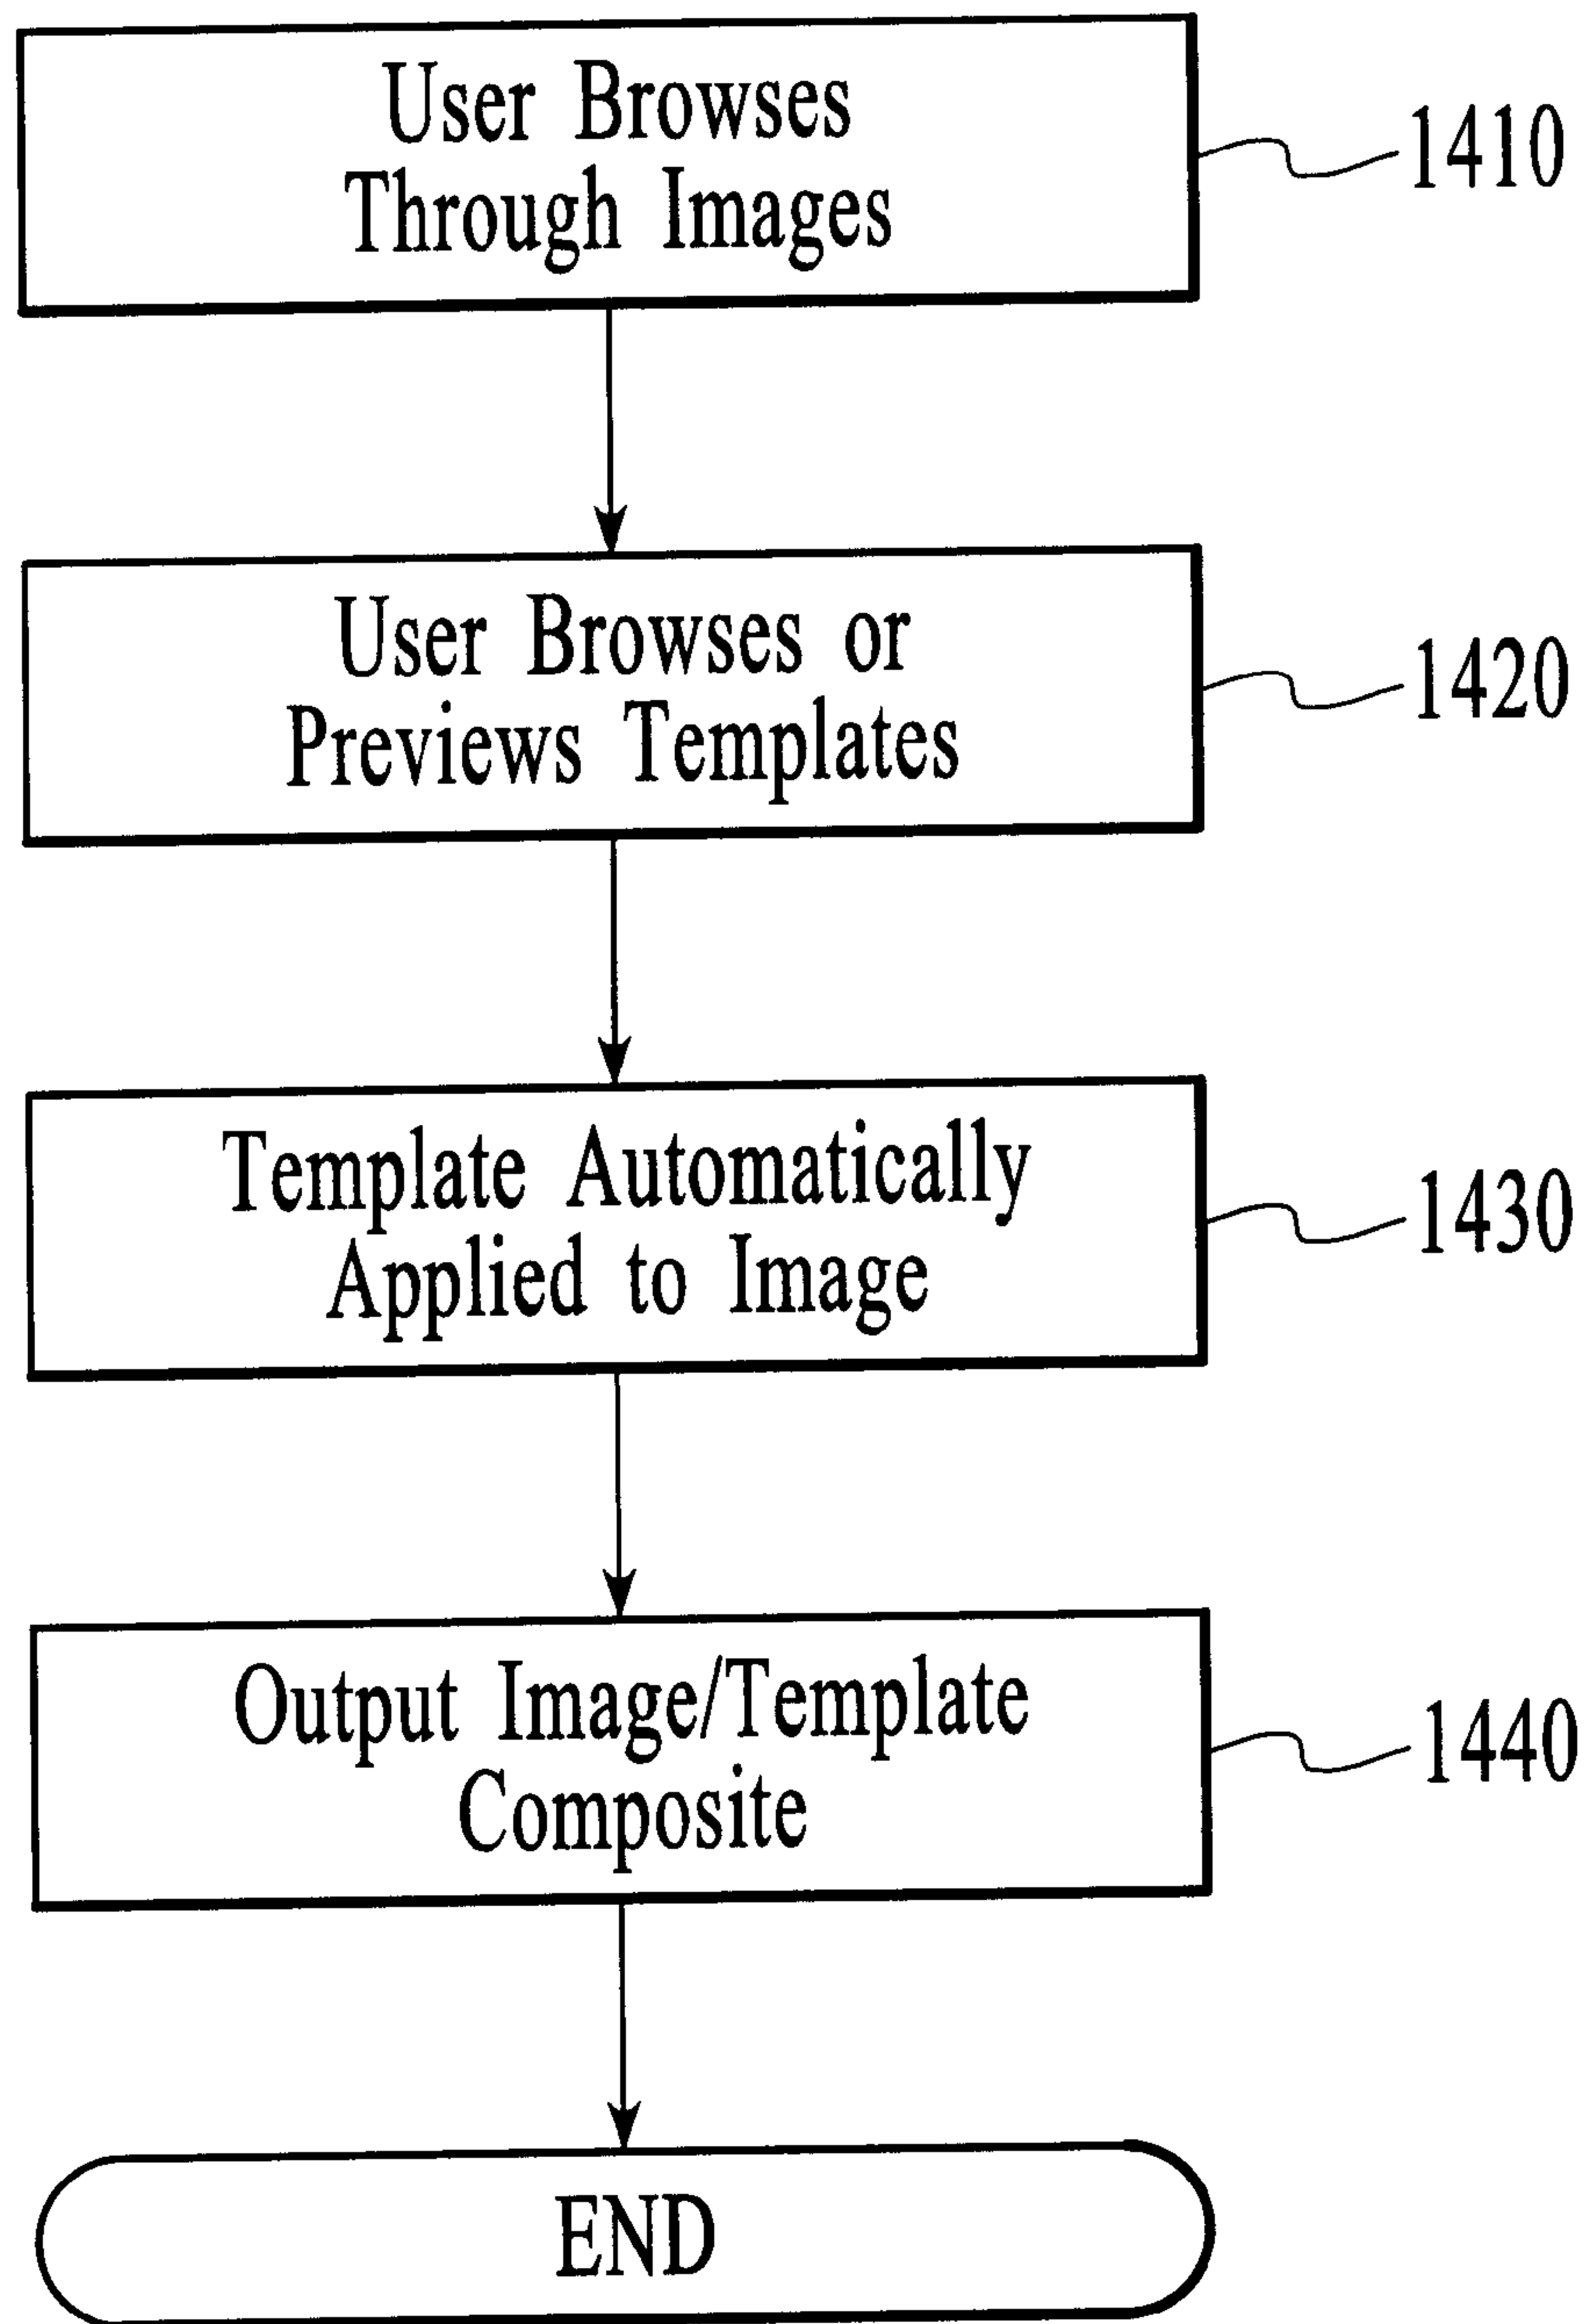 User Browses
Through Images
1410
User Browses or
Previews Templates
1420
Template Automatically
Applied to Image
1430
Output Image/Template
Composite
1440
END